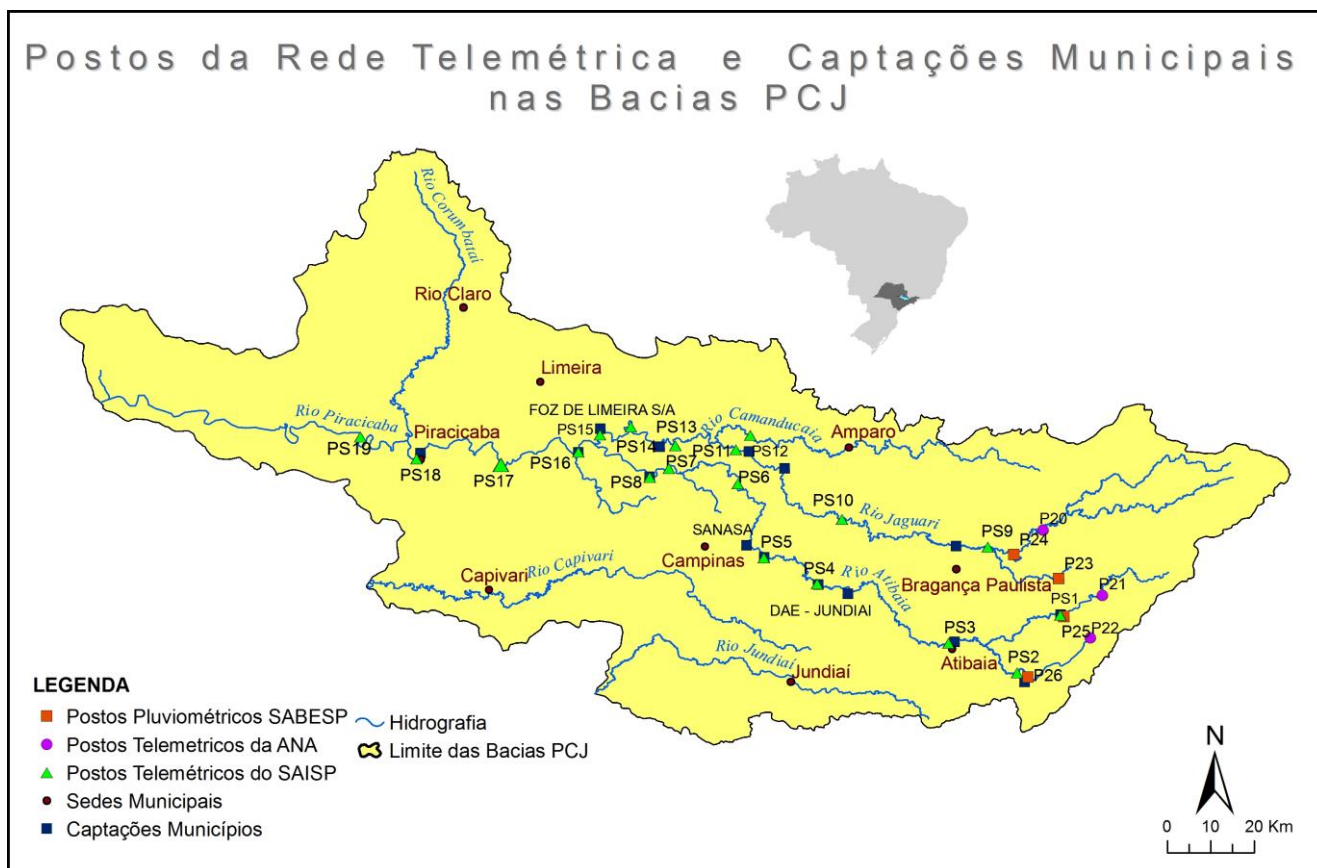 Postos da Rede Telemétrica e Captações Municipais
nas Bacias PCJ
Rio Corumbataí
Rio Claro
Limeira
FOZ DE LIMEIRA S/A
Rio Piracicaba
Piracicaba
Rio Camanducaia
Amparo
PS19
PS18
PS17
PS16
PS15
PS14
PS13
PS11
PS12
PS7
PS8
PS6
PS10
Rio Jaguari
PS9
P20
P24
P23
SANASA
Campinas
PS5
PS4
Rio Atibaia
DAE - JUNDIAI
Bragança Paulista
P21
PS1
P25
P22
Capivari
Rio Capivari
PS3
Atibaia
PS2
P26
Rio Jundiaí
Jundiaí
LEGENDA
Postos Pluviométricos SABESP
Postos Telemetricos da ANA
Postos Telemétricos do SAISP
Sedes Municipais
Captações Municípios
Hidrografia
Limite das Bacias PCJ
N
0 10 20 Km